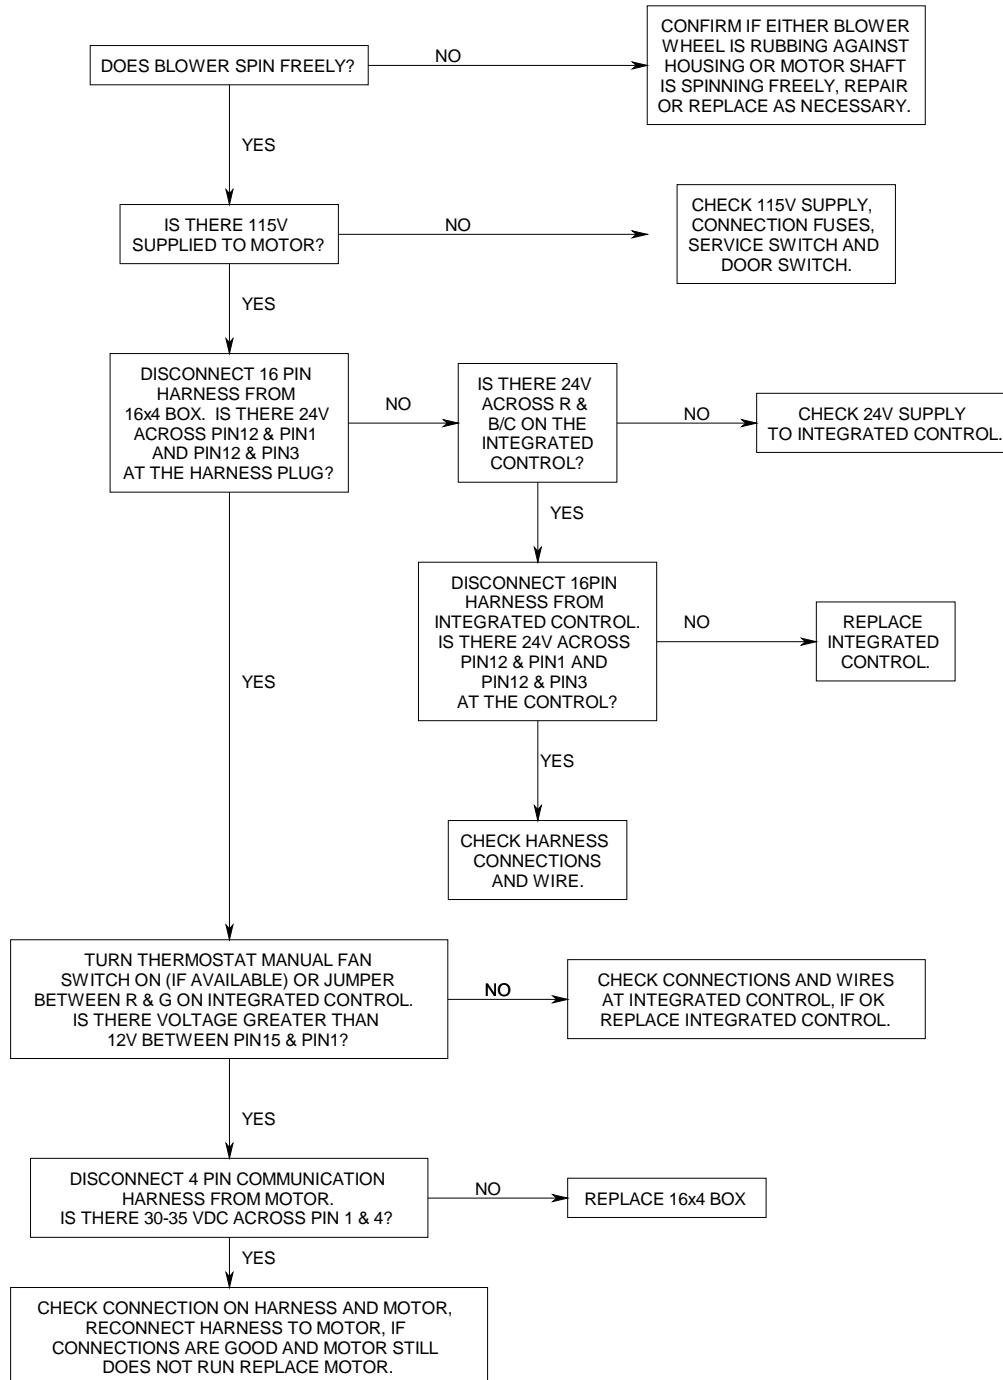 DOES BLOWER SPIN FREELY?
NO
CONFIRM IF EITHER BLOWER
WHEEL IS RUBBING AGAINST
HOUSING OR MOTOR SHAFT
IS SPINNING FREELY, REPAIR
OR REPLACE AS NECESSARY.
YES
IS THERE 115V
SUPPLIED TO MOTOR?
NO
CHECK 115V SUPPLY,
CONNECTION FUSES,
SERVICE SWITCH AND
DOOR SWITCH.
YES
DISCONNECT 16 PIN
HARNESS FROM
16x4 BOX. IS THERE 24V
ACROSS PIN12 & PIN1
AND PIN12 & PIN3
AT THE HARNESS PLUG?
NO
IS THERE 24V
ACROSS R &
B/C ON THE
INTEGRATED
CONTROL?
NO
CHECK 24V SUPPLY
TO INTEGRATED CONTROL.
YES
DISCONNECT 16PIN
HARNESS FROM
INTEGRATED CONTROL.
IS THERE 24V ACROSS
PIN12 & PIN1 AND
PIN12 & PIN3
AT THE CONTROL?
NO
REPLACE
INTEGRATED
CONTROL.
YES
YES
CHECK HARNESS
CONNECTIONS
AND WIRE.
TURN THERMOSTAT MANUAL FAN
SWITCH ON (IF AVAILABLE) OR JUMPER
BETWEEN R & G ON INTEGRATED CONTROL.
IS THERE VOLTAGE GREATER THAN
12V BETWEEN PIN15 & PIN1?
NO
CHECK CONNECTIONS AND WIRES
AT INTEGRATED CONTROL, IF OK
REPLACE INTEGRATED CONTROL.
YES
DISCONNECT 4 PIN COMMUNICATION
HARNESS FROM MOTOR.
IS THERE 30-35 VDC ACROSS PIN 1 & 4?
NO
REPLACE 16x4 BOX
YES
CHECK CONNECTION ON HARNESS AND MOTOR,
RECONNECT HARNESS TO MOTOR, IF
CONNECTIONS ARE GOOD AND MOTOR STILL
DOES NOT RUN REPLACE MOTOR.